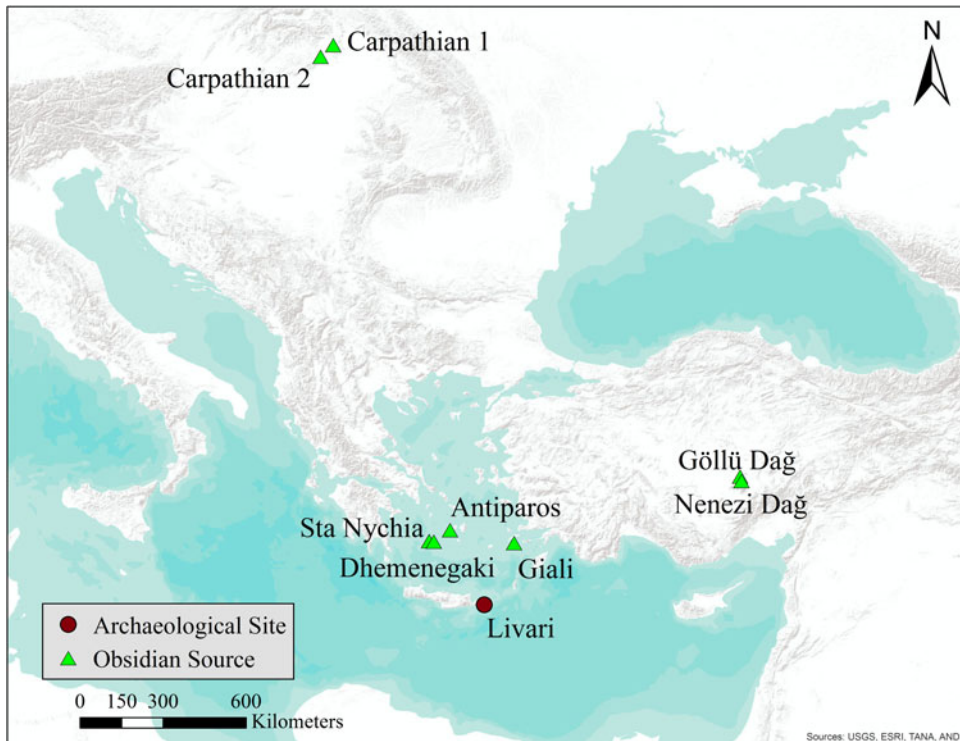 Carpathian 1
Carpathian 2
N
Göllü Dağ
Nenezi Dağ
Antiparos
Sta Nychia
Dhemenegaki
Giali
Livari
Archaeological Site
Obsidian Source
0 150 300 600
Kilometers
Sources: USGS, ESRI, TANA, AND